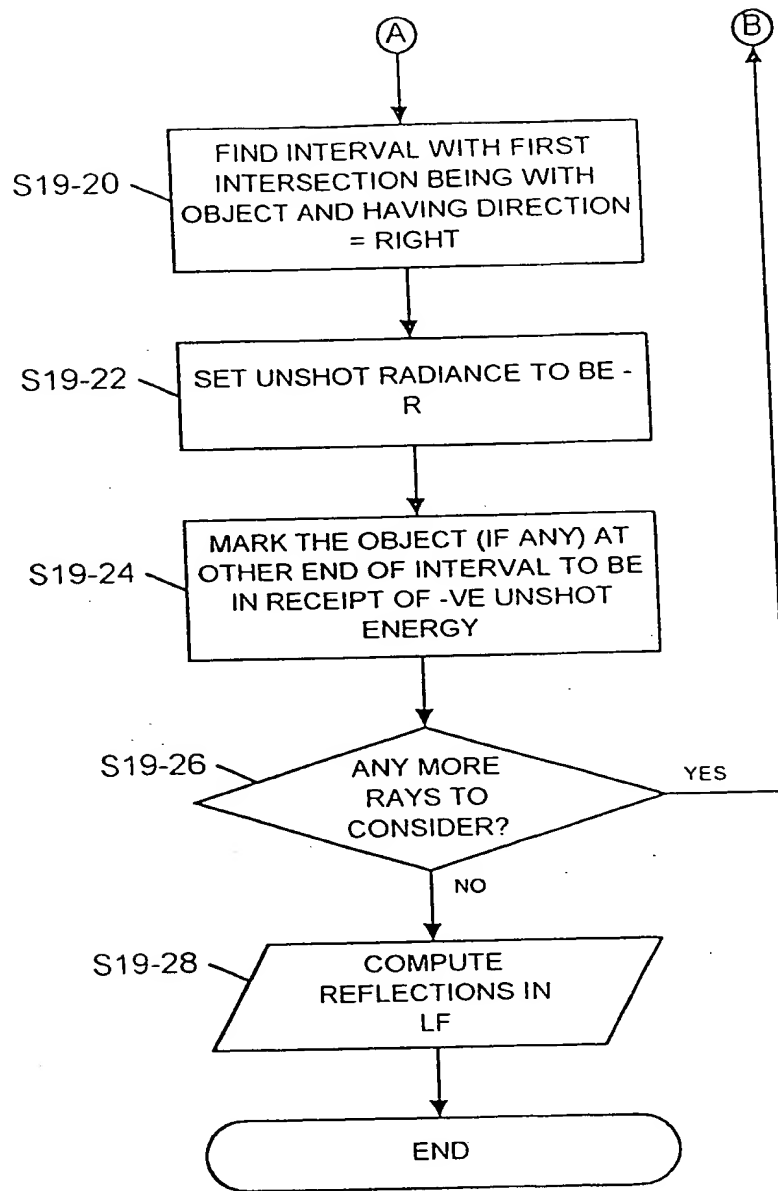 A
B
S19-20
FIND INTERVAL WITH FIRST
INTERSECTION BEING WITH
OBJECT AND HAVING DIRECTION
= RIGHT
S19-22
SET UNSHOT RADIANCE TO BE -
R
S19-24
MARK THE OBJECT (IF ANY) AT
OTHER END OF INTERVAL TO BE
IN RECEIPT OF -VE UNSHOT
ENERGY
S19-26
ANY MORE
RAYS TO
CONSIDER?
YES
NO
S19-28
COMPUTE
REFLECTIONS IN
LF
END